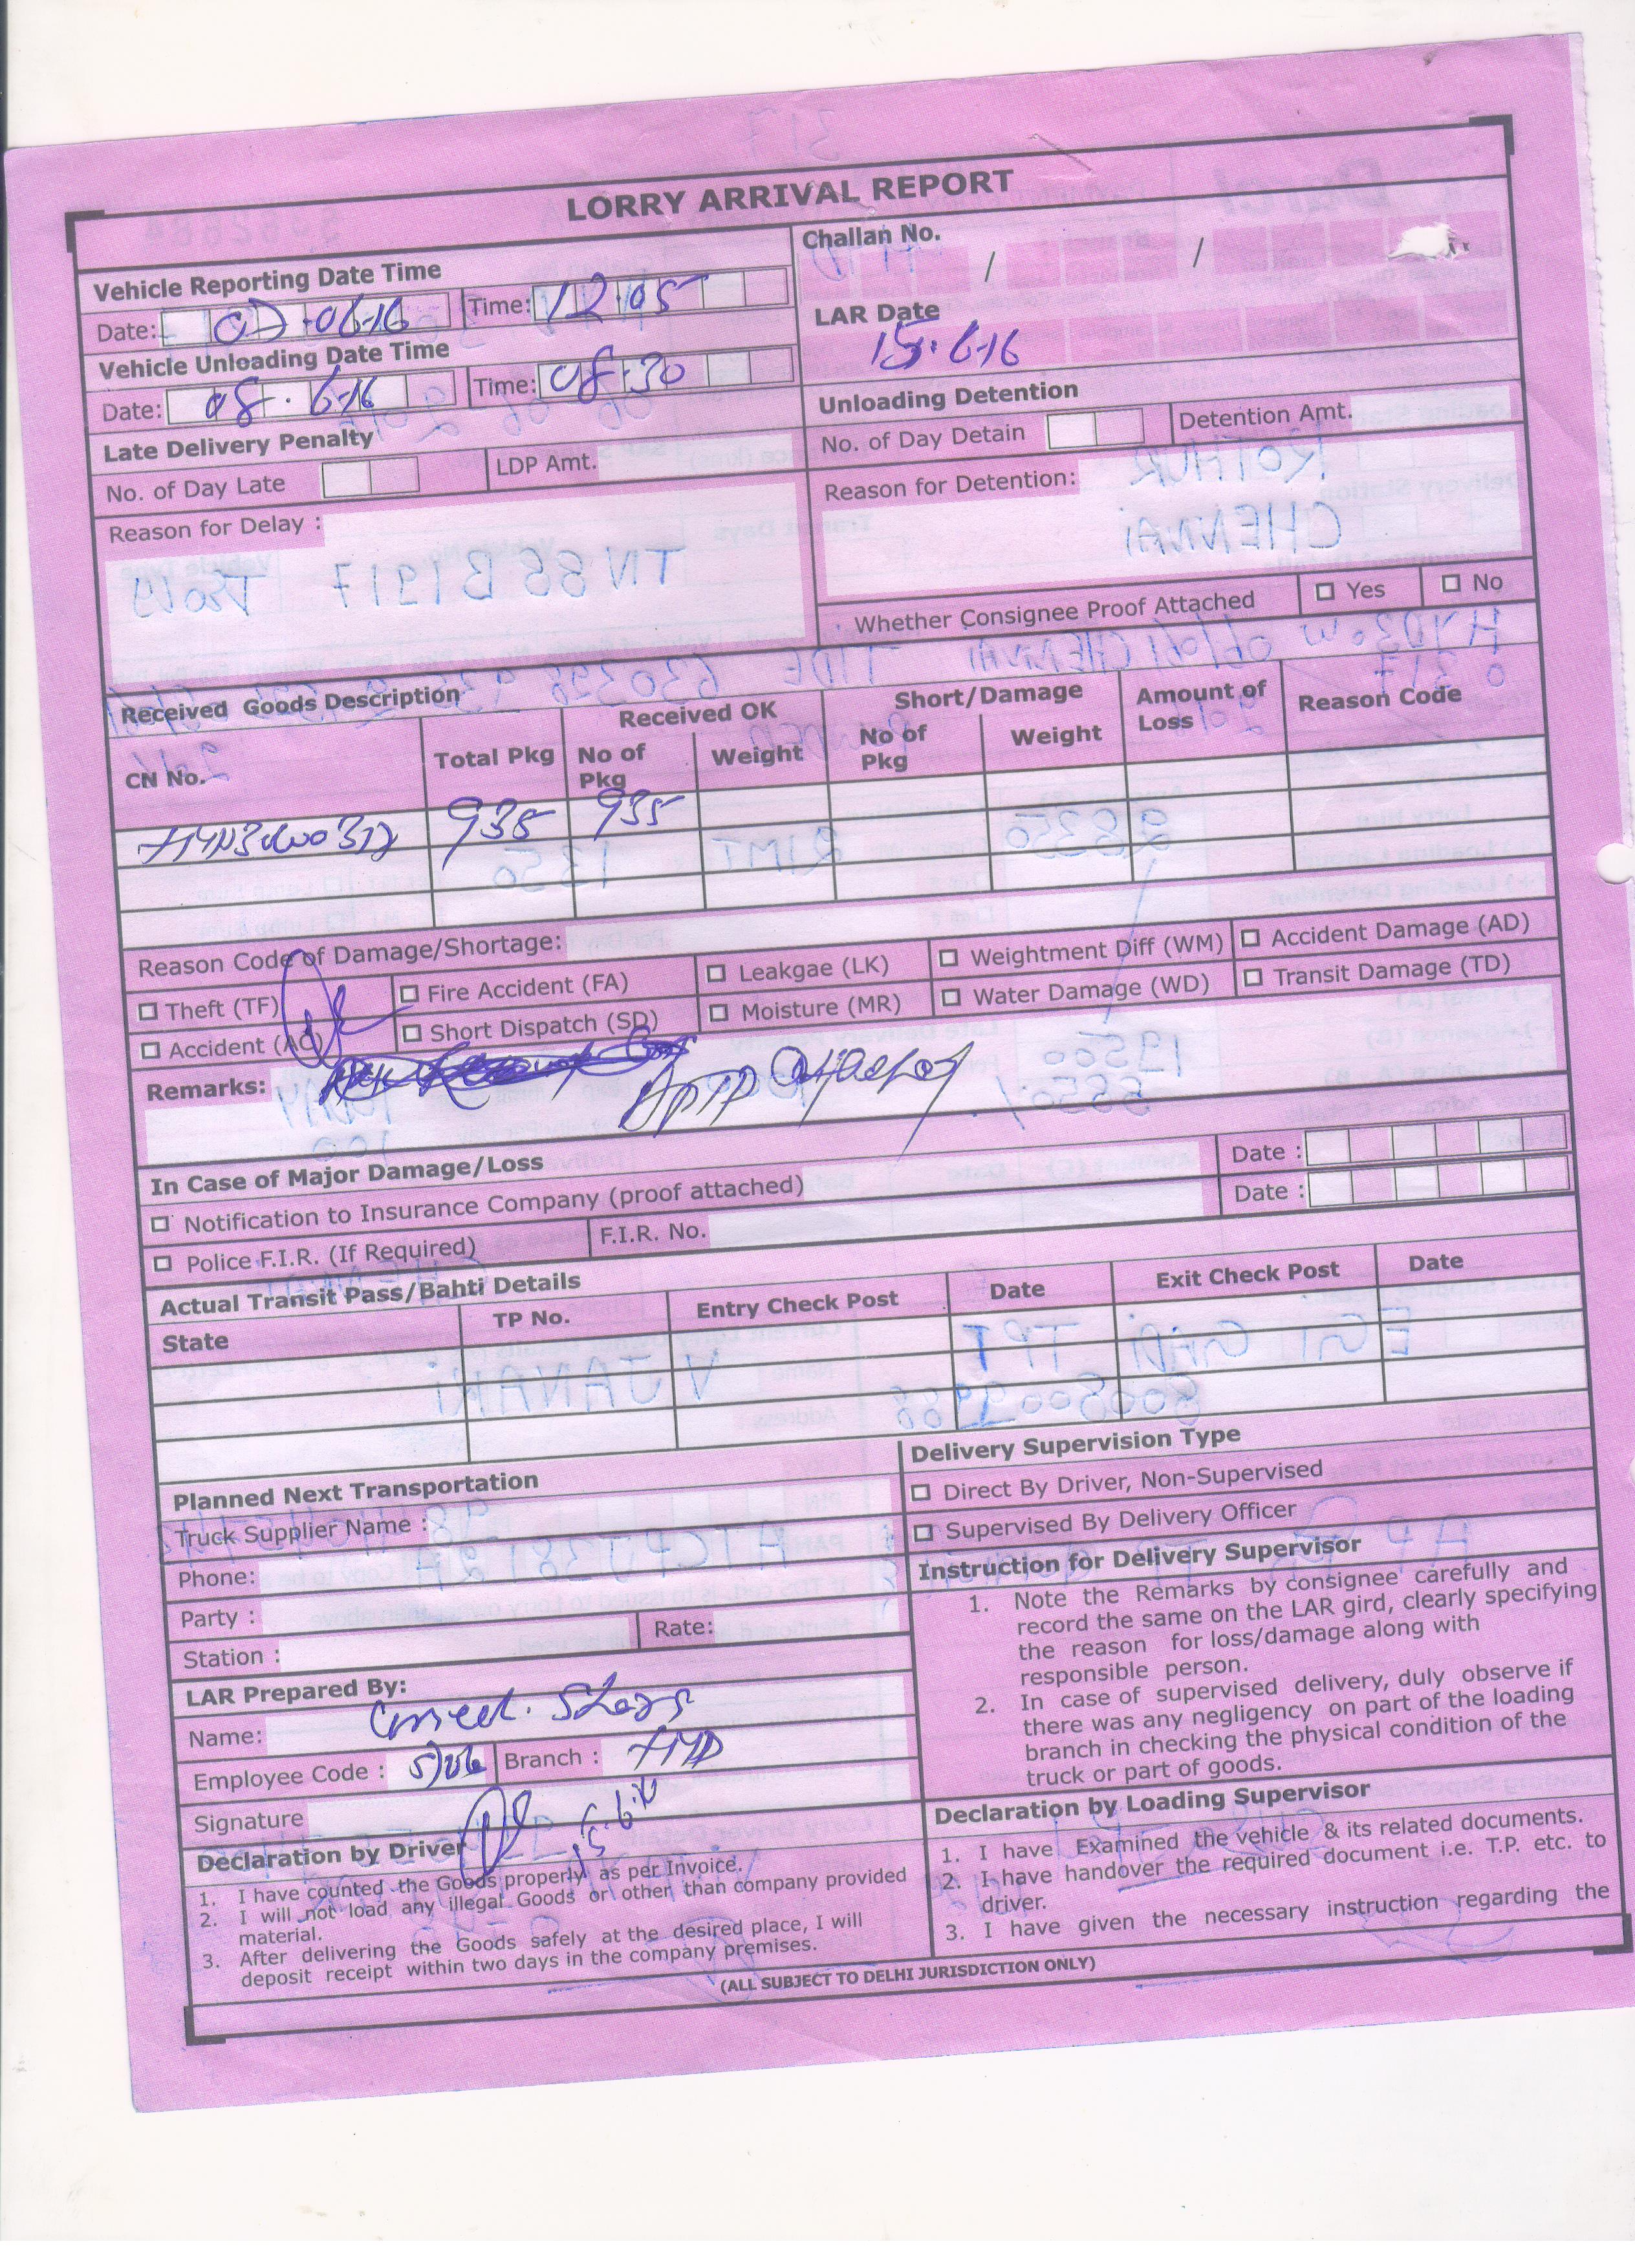 LORRY ARRIVAL REPORT
Vehicle Reporting Date Time
Date: 07.06-16 Time: 12.05
Vehicle Unloading Date Time
Date: 08. 6-16 Time: 08.30
Late Delivery Penalty
No. of Day Late LDP Amt.
Reason for Delay :
Challan No.
/ /
LAR Date
15. 6-16
Unloading Detention
No. of Day Detain Detention Amt.
Reason for Detention:
Whether Consignee Proof Attached Yes No
Received Goods Description
CN No. Total Pkg Received OK Short/Damage Amount of Loss Reason Code
No of Pkg Weight No of Pkg Weight
935 935
Reason Code of Damage/Shortage:
Theft (TF) Fire Accident (FA) Leakgae (LK) Weightment Diff (WM) Accident Damage (AD)
Accident (AC) Short Dispatch (SD) Moisture (MR) Water Damage (WD) Transit Damage (TD)
Remarks:
In Case of Major Damage/Loss
Notification to Insurance Company (proof attached) Date :
Police F.I.R. (If Required) F.I.R. No. Date :
Actual Transit Pass/Bahti Details
State TP No. Entry Check Post Date Exit Check Post Date
Planned Next Transportation
Truck Supplier Name :
Phone:
Party :
Station : Rate:
LAR Prepared By:
Name:
Employee Code : Branch : HYD
Signature
Declaration by Driver
1. I have counted the Goods properly as per Invoice.
2. I will not load any illegal Goods or other than company provided
material.
3. After delivering the Goods safely at the desired place, I will
deposit receipt within two days in the company premises.
Delivery Supervision Type
Direct By Driver, Non-Supervised
Supervised By Delivery Officer
Instruction for Delivery Supervisor
1. Note the Remarks by consignee carefully and
record the same on the LAR gird, clearly specifying
the reason for loss/damage along with
responsible person.
2. In case of supervised delivery, duly observe if
there was any negligency on part of the loading
branch in checking the physical condition of the
truck or part of goods.
Declaration by Loading Supervisor
1. I have Examined the vehicle & its related documents.
2. I have handover the required document i.e. T.P. etc. to
driver.
3. I have given the necessary instruction regarding the
(ALL SUBJECT TO DELHI JURISDICTION ONLY)